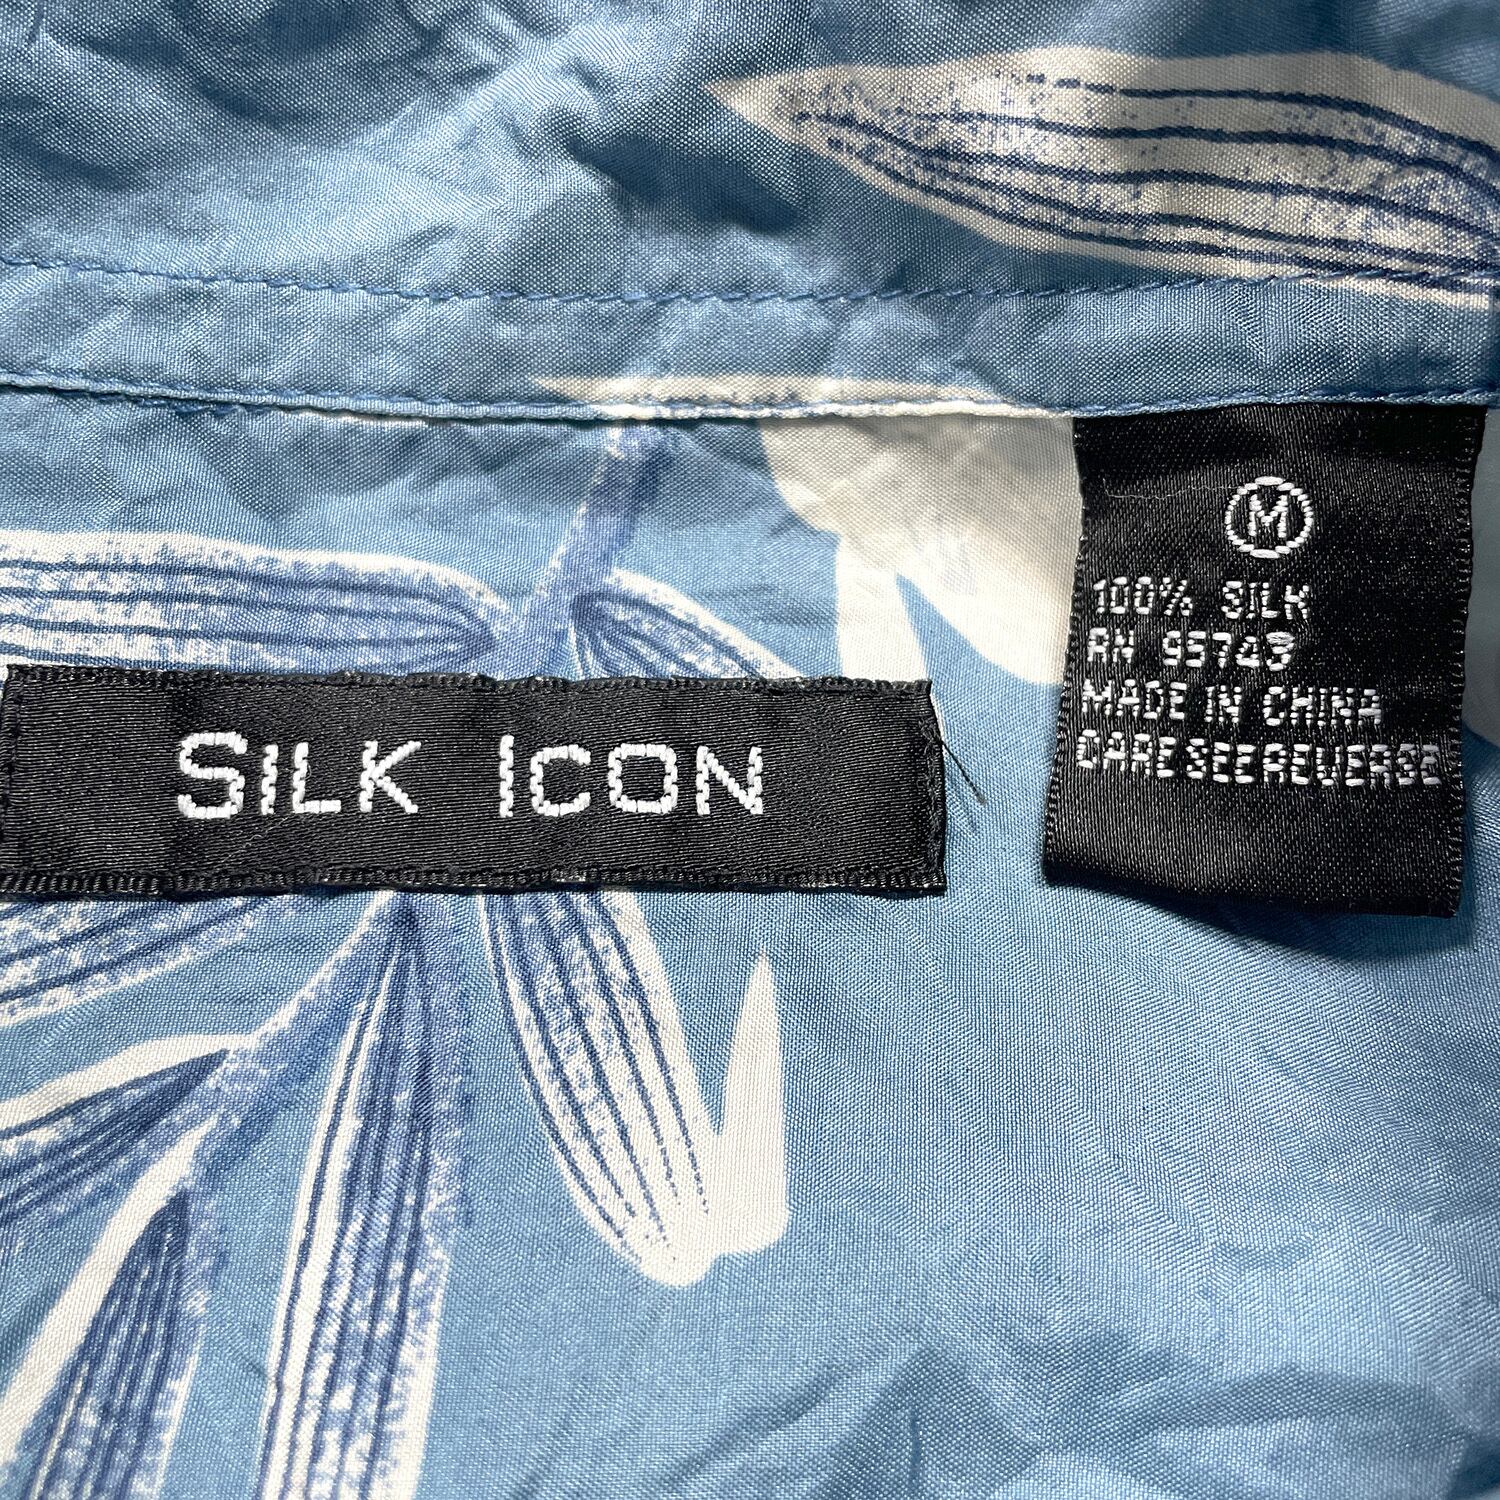 SILK ICON
M
100% SILK
RN 95743
MADE IN CHINA
CARE SEE REVERSE